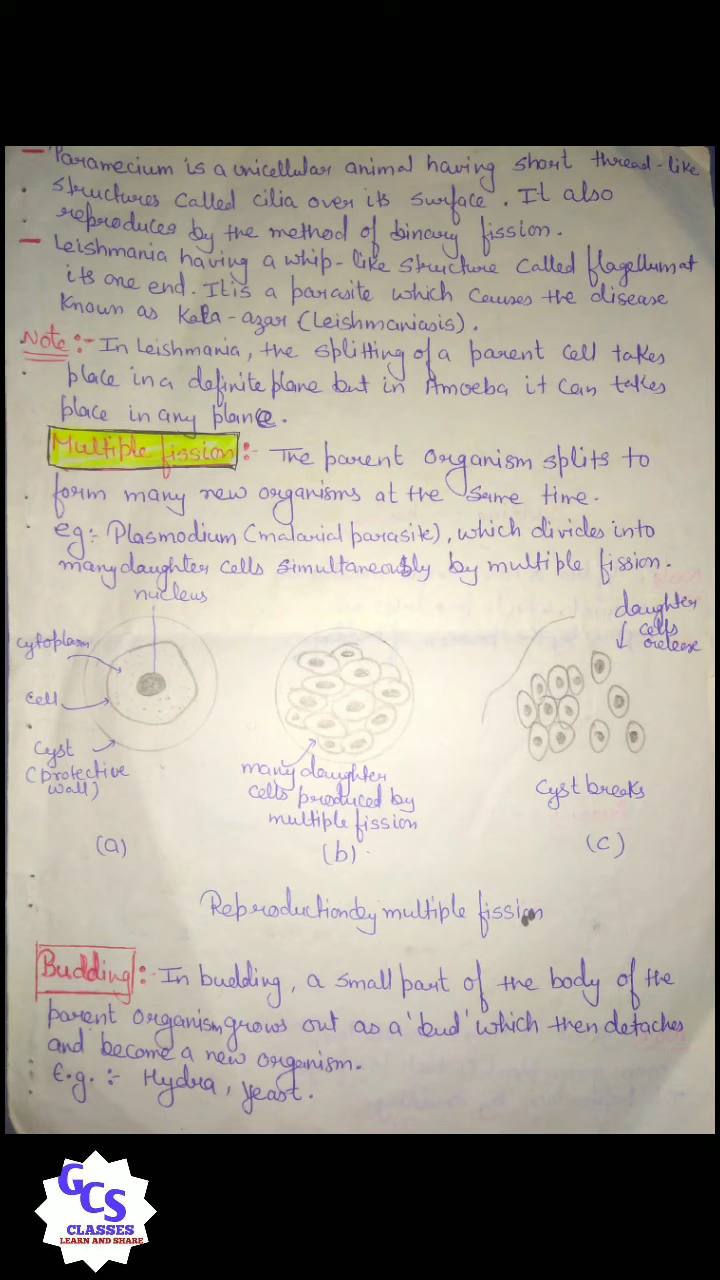 Paramecium is a unicellular animal having short thread-like
structures called cilia over its surface. It also
reproduces by the method of binary fission.
Leishmania having a whip-like structure called flagellum at
its one end. It is a parasite which causes the disease
known as Kala-azar (Leishmaniasis).
Note:- In Leishmania, the splitting of a parent cell takes
place in a definite plane but in Amoeba it can takes
place in any plane.
Multiple fission:- The parent organism splits to
form many new organisms at the same time.
eg:- Plasmodium (malarial parasite), which divides into
many daughter cells simultaneously by multiple fission.
nucleus
cytoplasm
cell
Cyst
(protective
wall)
(a)
many daughter
cells produced by
multiple fission
(b)
daughter
cells
release
Cyst breaks
(c)
Reproduction by multiple fission
Budding:- In budding, a small part of the body of the
parent organism grows out as a 'bud' which then detaches
and become a new organism.
E.g. :- Hydra, yeast.
GCS
CLASSES
LEARN AND SHARE